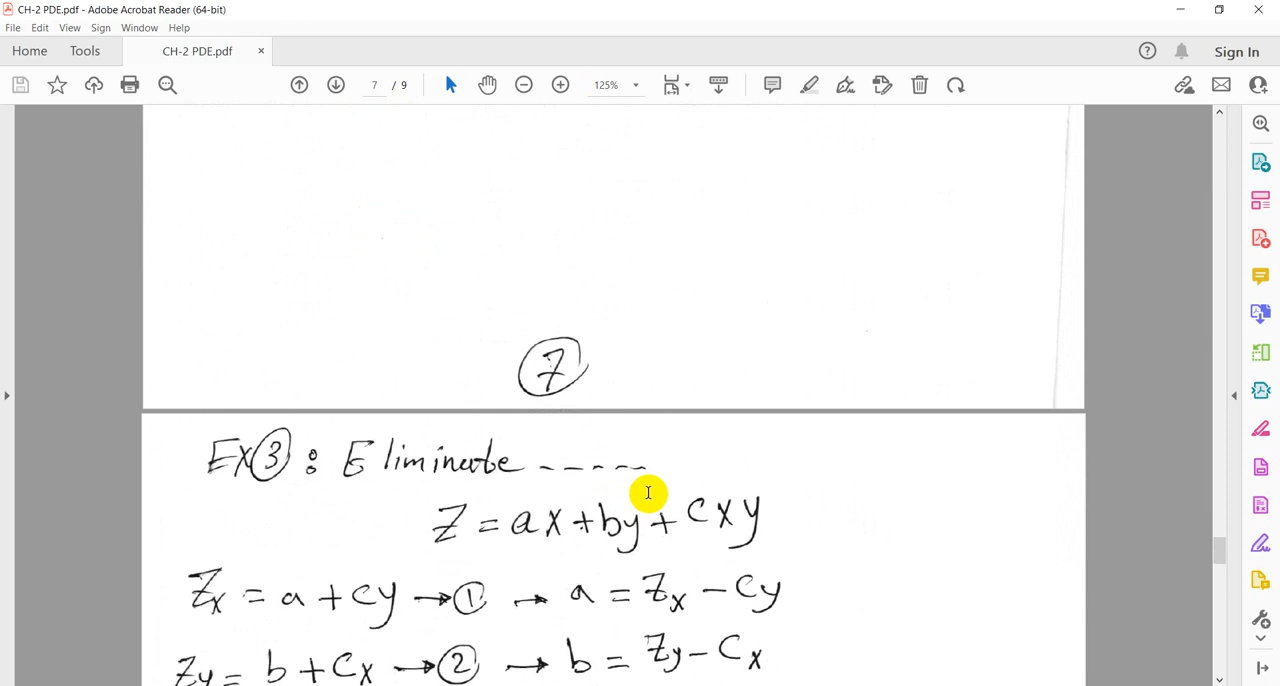 CH-2 PDE.pdf - Adobe Acrobat Reader (64-bit)
File Edit View Sign Window Help
Home Tools CH-2 PDE.pdf × Sign In
7 / 9 125%
7
EX 3 : Eliminate -----
Z = ax + by + cxy
Zx = a + cy → 1 → a = Zx - cy
Zy = b + Cx → 2 → b = Zy - Cx